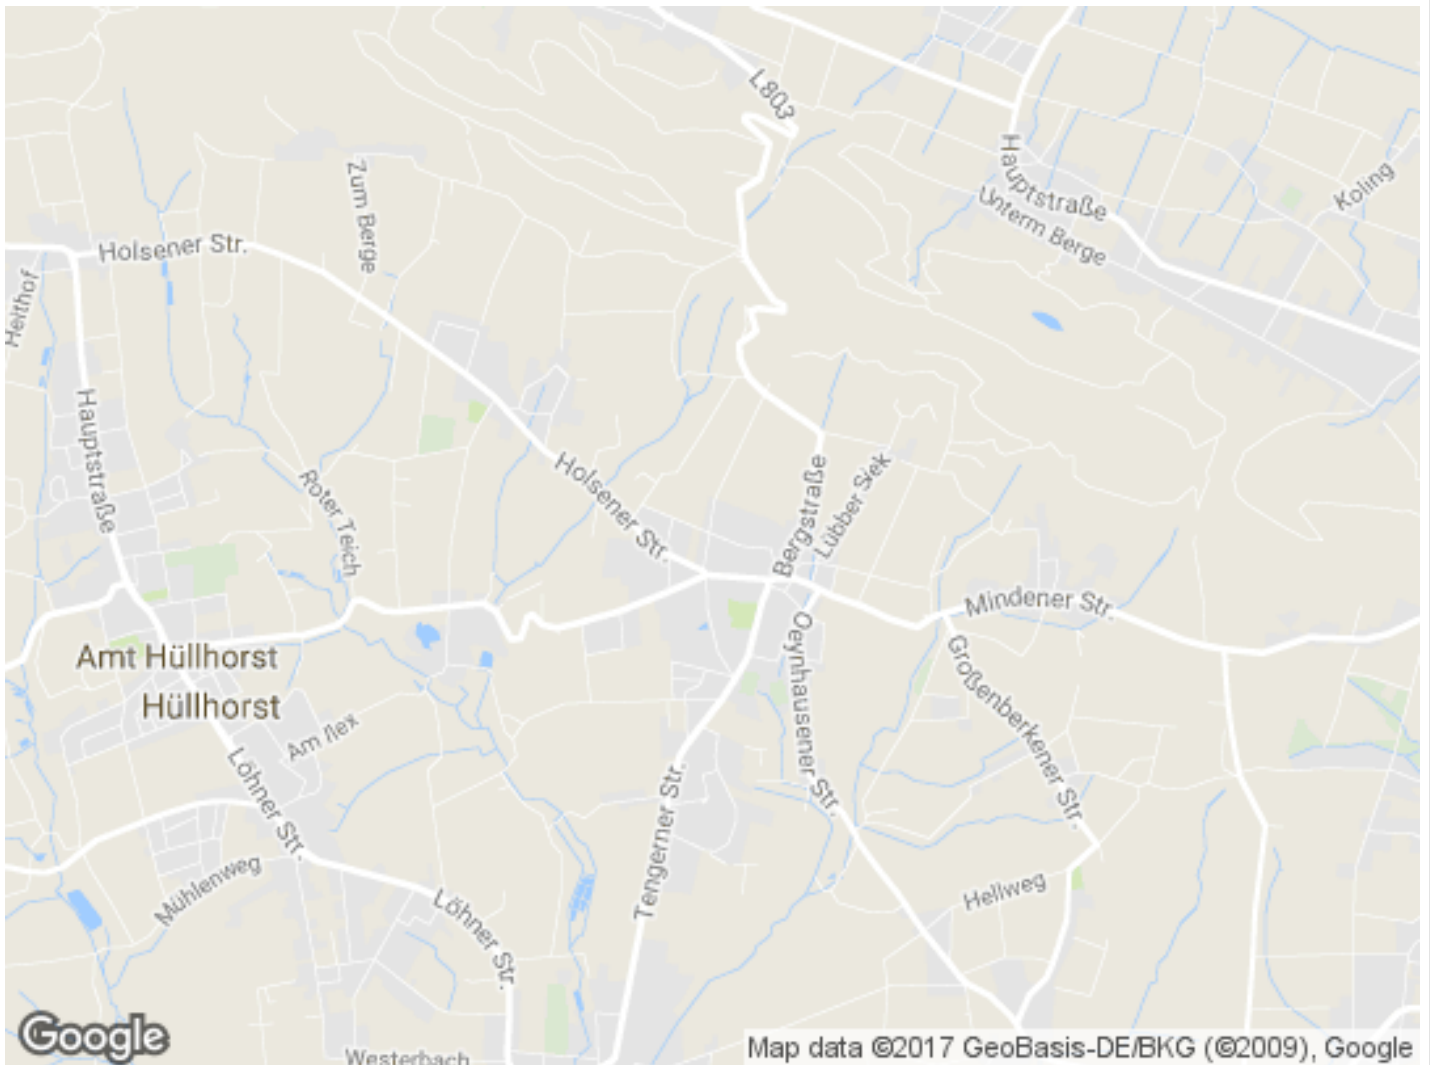 L803
Hauptstraße
Zum Berge
Koling
Unterm Berge
Holsener Str.
Heithof
Hauptstraße
Holsener Str.
Bergstraße
Lübber Siek
Roter Teich
Mindener Str.
Oeynhausener Str.
Großenberkener Str.
Amt Hüllhorst
Hüllhorst
Am Ilex
Löhner Str.
Tengerner Str.
Mühlenweg
Hellweg
Löhner Str.
Westerbach
Google
Map data ©2017 GeoBasis-DE/BKG (©2009), Google